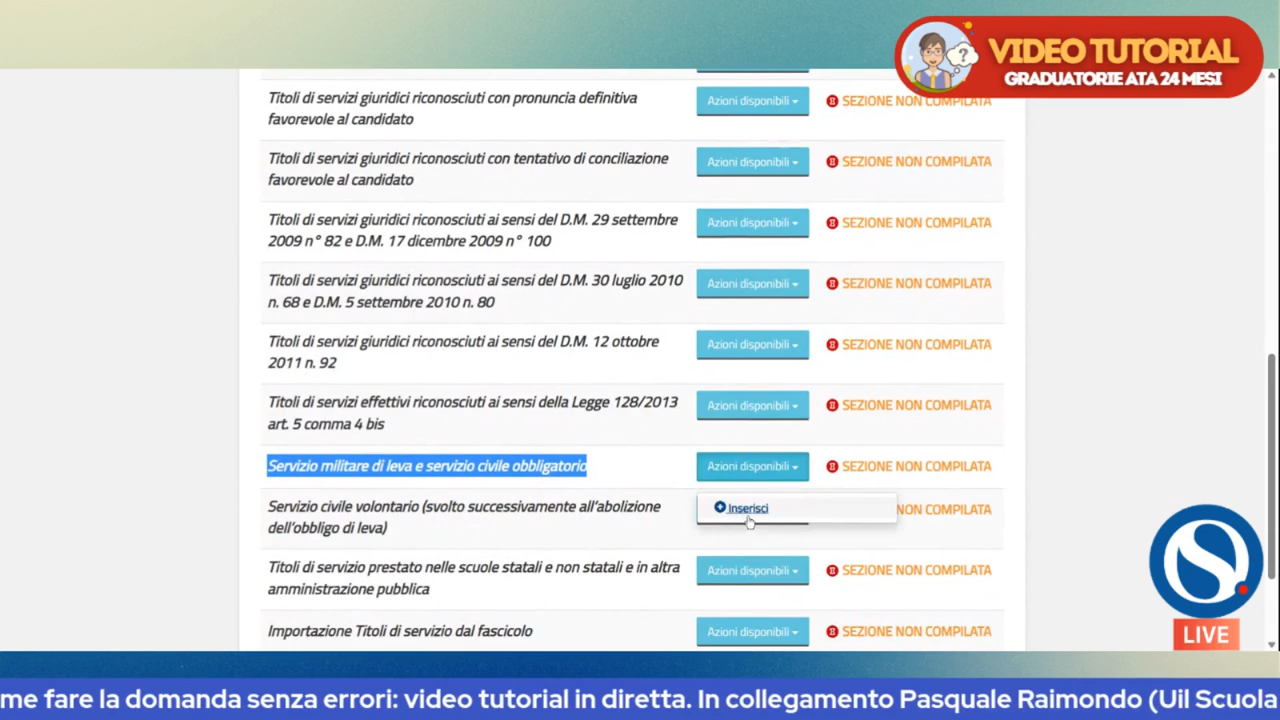 VIDEO TUTORIAL
GRADUATORIE ATA 24 MESI
Titoli di servizi giuridici riconosciuti con pronuncia definitiva
favorevole al candidato
Azioni disponibili
SEZIONE NON COMPILATA
Titoli di servizi giuridici riconosciuti con tentativo di conciliazione
favorevole al candidato
Azioni disponibili
SEZIONE NON COMPILATA
Titoli di servizi giuridici riconosciuti ai sensi del D.M. 29 settembre
2009 n° 82 e D.M. 17 dicembre 2009 n° 100
Azioni disponibili
SEZIONE NON COMPILATA
Titoli di servizi giuridici riconosciuti ai sensi del D.M. 30 luglio 2010
n. 68 e D.M. 5 settembre 2010 n. 80
Azioni disponibili
SEZIONE NON COMPILATA
Titoli di servizi giuridici riconosciuti ai sensi del D.M. 12 ottobre
2011 n. 92
Azioni disponibili
SEZIONE NON COMPILATA
Titoli di servizi effettivi riconosciuti ai sensi della Legge 128/2013
art. 5 comma 4 bis
Azioni disponibili
SEZIONE NON COMPILATA
Servizio militare di leva e servizio civile obbligatorio
Azioni disponibili
SEZIONE NON COMPILATA
Servizio civile volontario (svolto successivamente all'abolizione
dell'obbligo di leva)
Inserisci
NON COMPILATA
Titoli di servizio prestato nelle scuole statali e non statali e in altra
amministrazione pubblica
Azioni disponibili
SEZIONE NON COMPILATA
Importazione Titoli di servizio dal fascicolo
Azioni disponibili
SEZIONE NON COMPILATA
S
LIVE
me fare la domanda senza errori: video tutorial in diretta. In collegamento Pasquale Raimondo (Uil Scuola